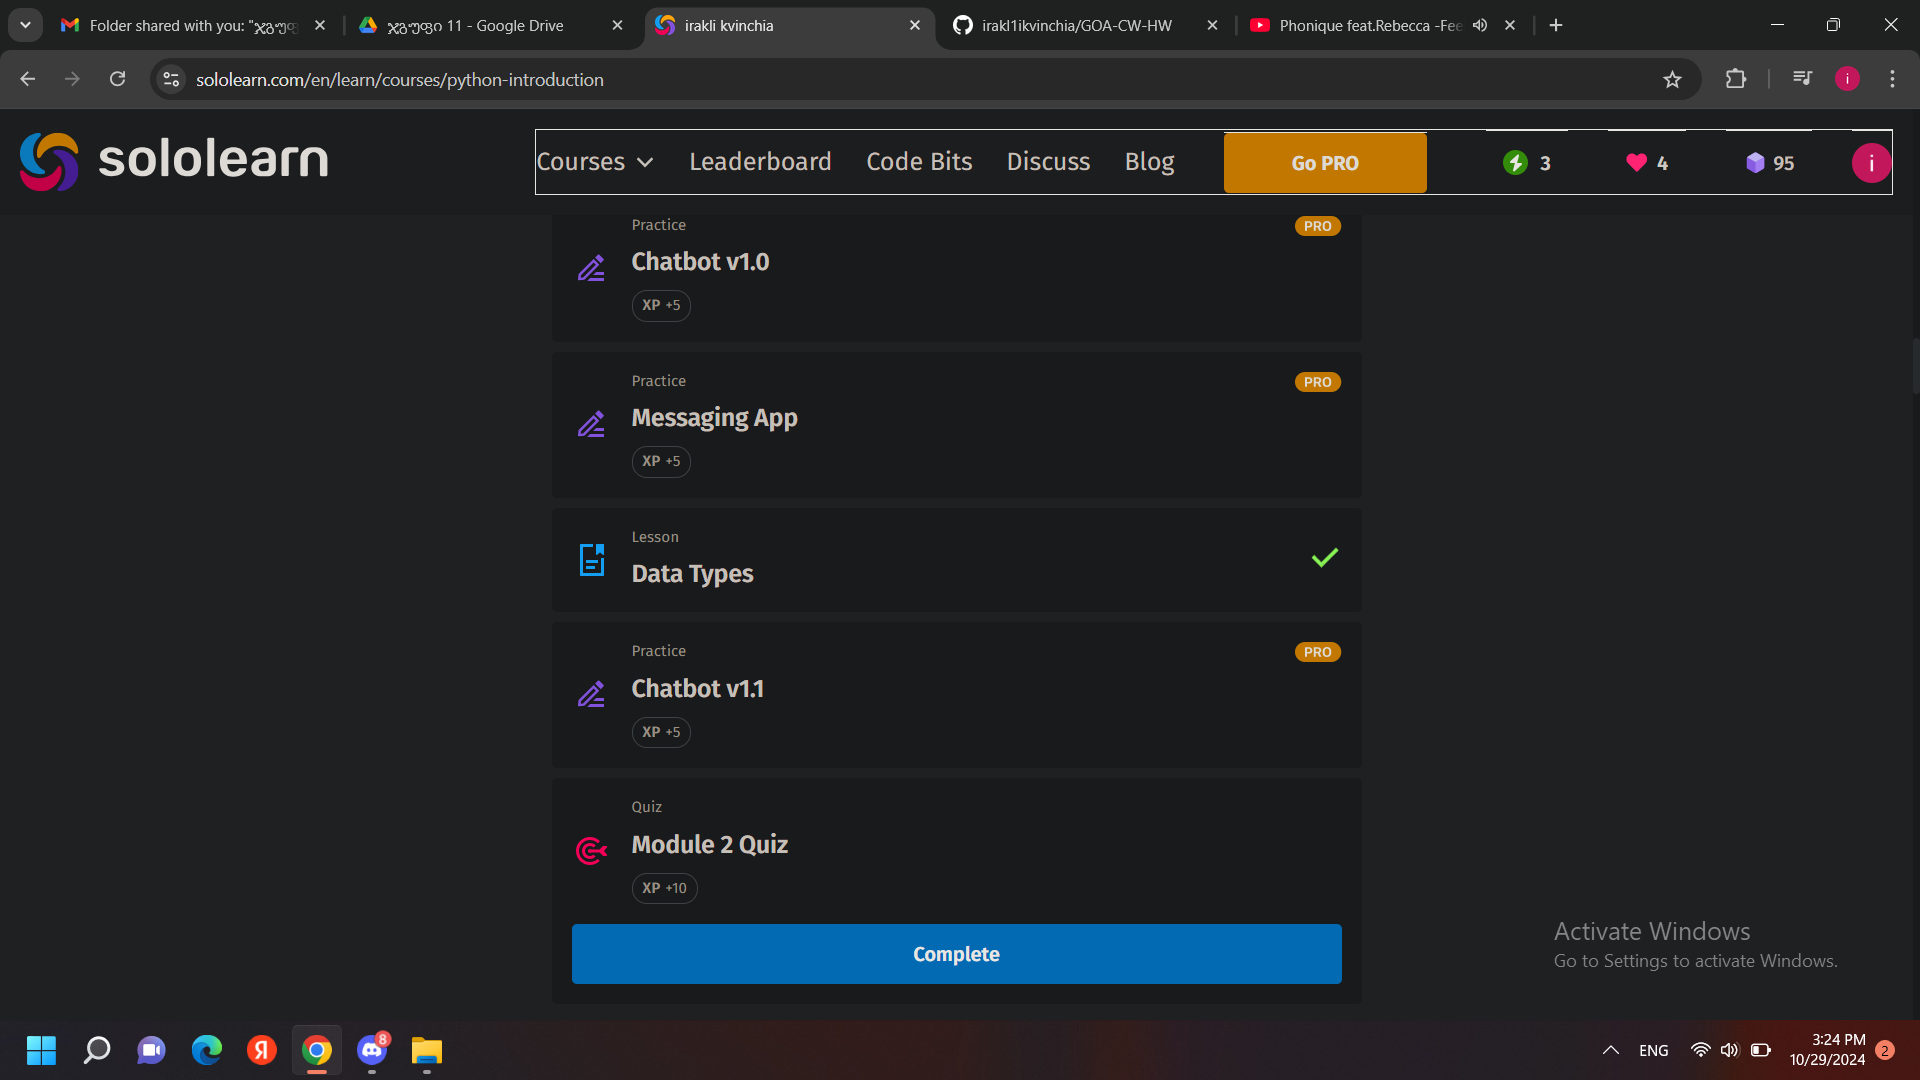 Folder shared with you: "ჯგუფ
ჯგუფი 11 - Google Drive
irakli kvinchia
irakl1ikvinchia/GOA-CW-HW
Phonique feat.Rebecca -Fee
sololearn.com/en/learn/courses/python-introduction
i
sololearn
Courses
Leaderboard
Code Bits
Discuss
Blog
Go PRO
3
4
95
i
Practice
PRO
Chatbot v1.0
XP +5
Practice
PRO
Messaging App
XP +5
Lesson
Data Types
Practice
PRO
Chatbot v1.1
XP +5
Quiz
Module 2 Quiz
XP +10
Complete
Activate Windows
Go to Settings to activate Windows.
Я
8
ENG
3:24 PM
10/29/2024
2